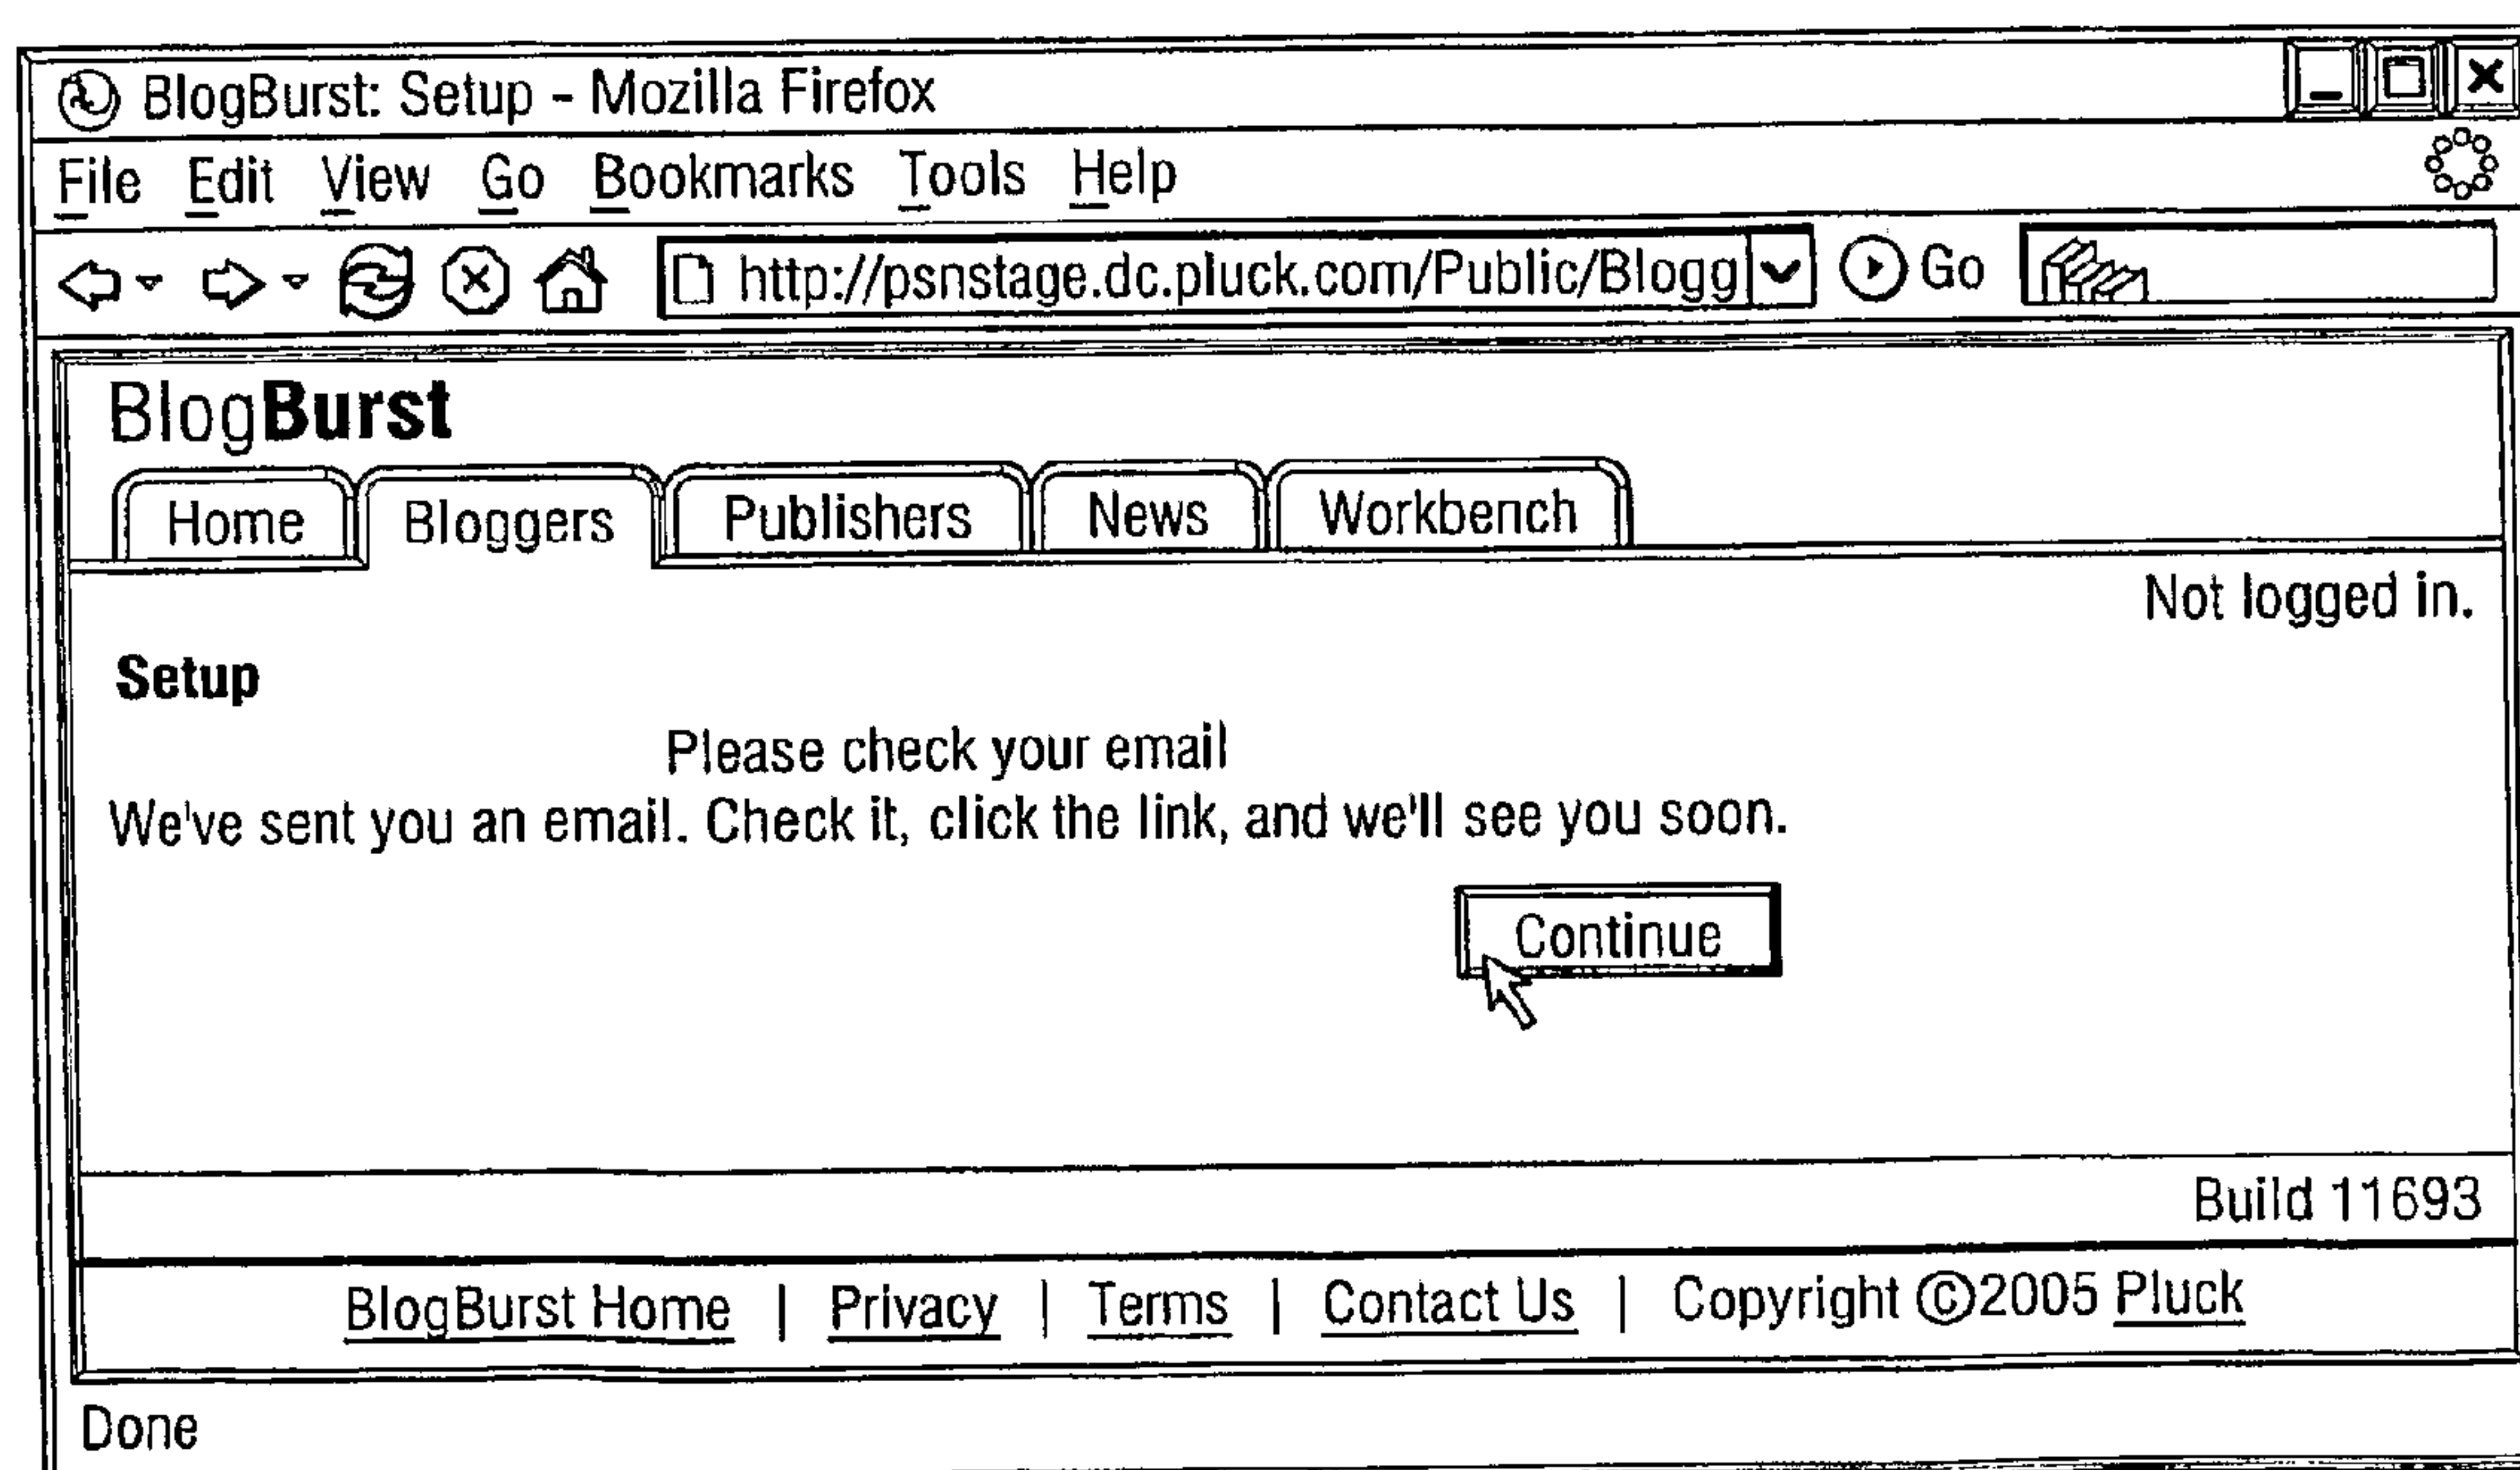 BlogBurst: Setup - Mozilla Firefox
File Edit View Go Bookmarks Tools Help
http://psnstage.dc.pluck.com/Public/Blogg Go
BlogBurst
Home Bloggers Publishers News Workbench
Not logged in.
Setup
Please check your email
We've sent you an email. Check it, click the link, and we'll see you soon.
Continue
Build 11693
BlogBurst Home | Privacy | Terms | Contact Us | Copyright ©2005 Pluck
Done